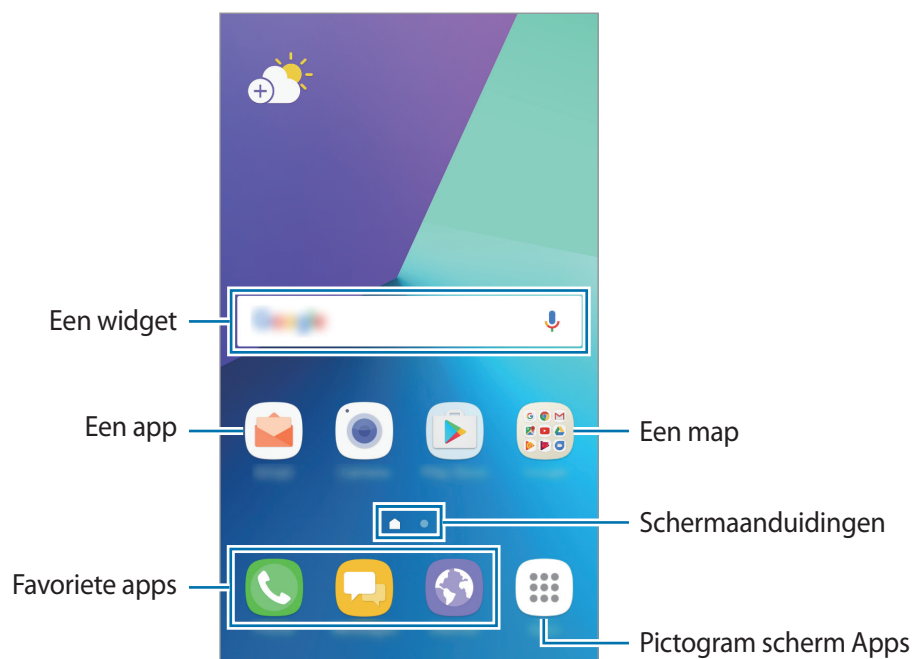 Een widget
Een app
Een map
Schermaanduidingen
Favoriete apps
Pictogram scherm Apps